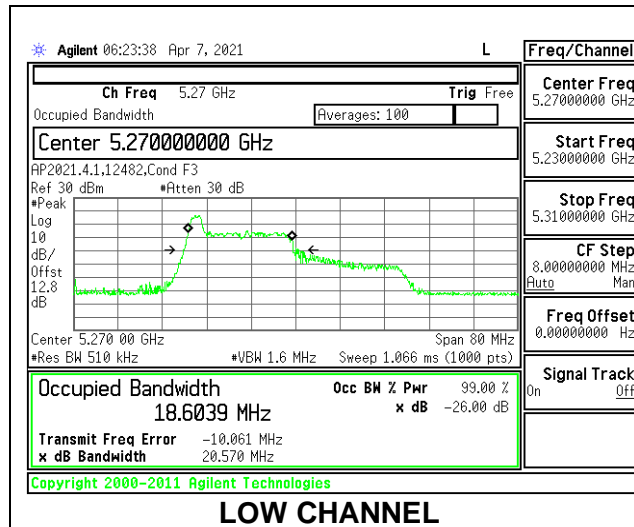 Agilent 06:23:38 Apr 7, 2021 L Freq/Channel
Ch Freq 5.27 GHz Trig Free
Occupied Bandwidth Averages: 100
Center 5.270000000 GHz
AP2021.4.1,12482,Cond F3
Ref 30 dBm #Atten 30 dB
#Peak
Log
10
dB/
Offst
12.8
dB
Center 5.270 00 GHz Span 80 MHz
#Res BW 510 kHz #VBW 1.6 MHz Sweep 1.066 ms (1000 pts)
Occupied Bandwidth Occ BW % Pwr 99.00 %
18.6039 MHz x dB -26.00 dB
Transmit Freq Error -10.061 MHz
x dB Bandwidth 20.570 MHz
Copyright 2000-2011 Agilent Technologies
Center Freq
5.27000000 GHz
Start Freq
5.23000000 GHz
Stop Freq
5.31000000 GHz
CF Step
8.00000000 MHz
Auto Man
Freq Offset
0.00000000 Hz
Signal Track
On Off
LOW CHANNEL